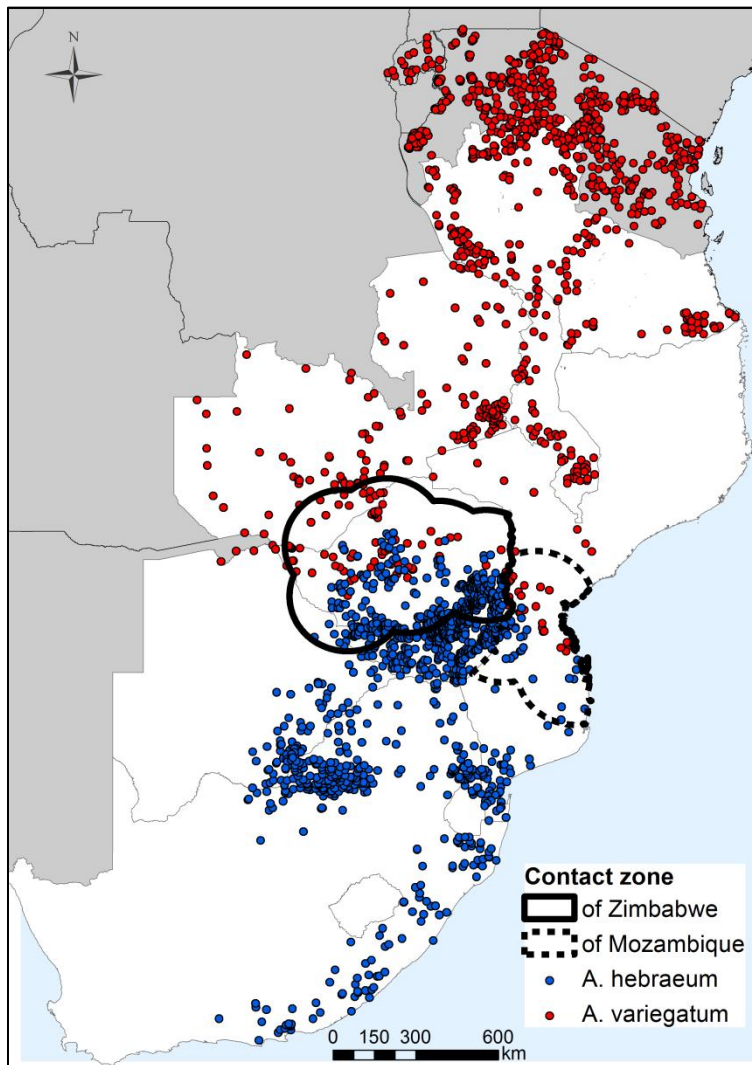 N
Contact zone
of Zimbabwe
of Mozambique
A. hebraeum
A. variegatum
0 150 300 600
km